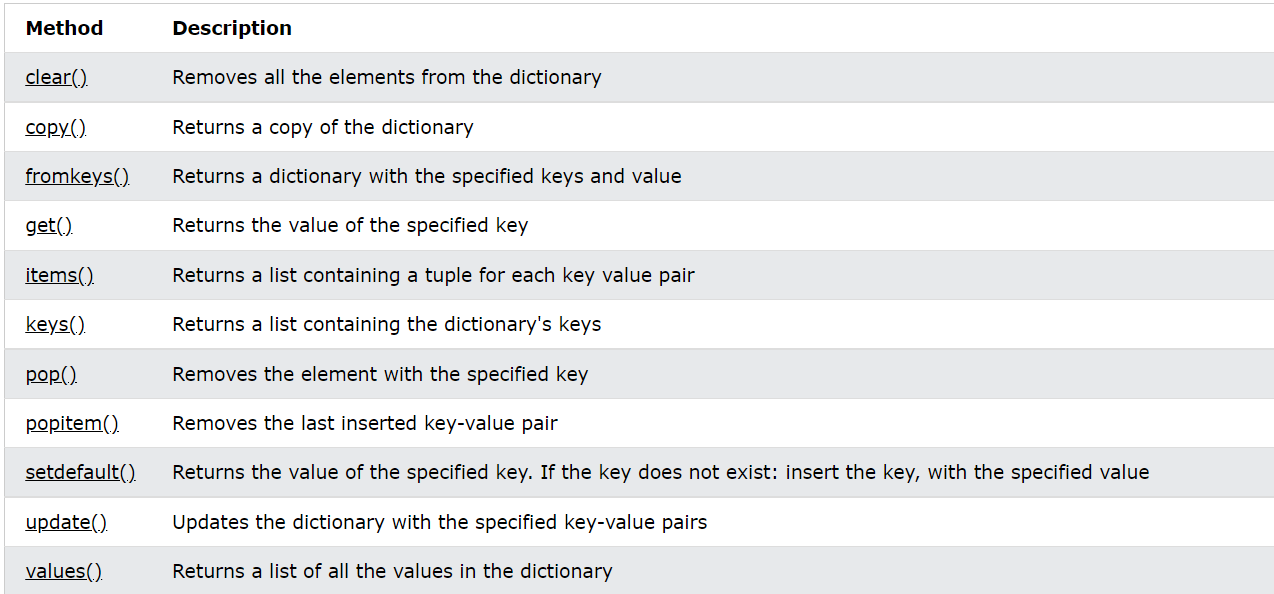 Method Description
clear() Removes all the elements from the dictionary
copy() Returns a copy of the dictionary
fromkeys() Returns a dictionary with the specified keys and value
get() Returns the value of the specified key
items() Returns a list containing a tuple for each key value pair
keys() Returns a list containing the dictionary's keys
pop() Removes the element with the specified key
popitem() Removes the last inserted key-value pair
setdefault() Returns the value of the specified key. If the key does not exist: insert the key, with the specified value
update() Updates the dictionary with the specified key-value pairs
values() Returns a list of all the values in the dictionary